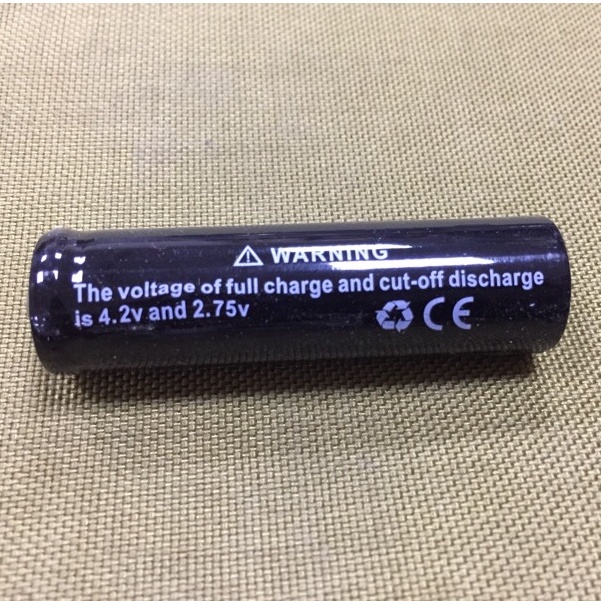 WARNING
The voltage of full charge and cut-off discharge
is 4.2v and 2.75v
CE